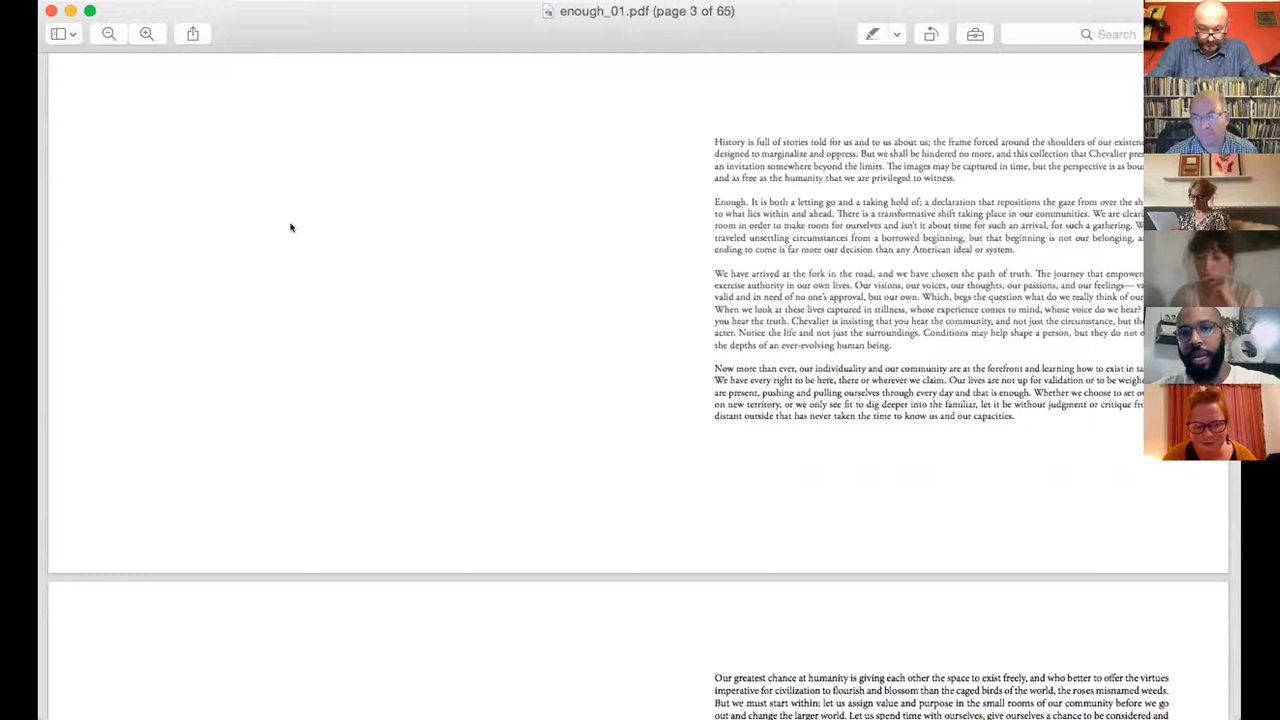 enough_01.pdf (page 3 of 65)
Search
History is full of stories told for us and to us about us; the frame forced around the shoulders of our
designed to marginalize and oppress. But we shall be hindered no more, and this collection that Chevalier
an invitation somewhere beyond the limits. The images may be captured in time, but the perspective is as
and as free as the humanity that we are privileged to witness.
Enough. It is both a letting go and a taking hold of; a declaration that repositions the gaze from over the
to what lies within and ahead. There is a transformative shift taking place in our communities. We are
room in order to make room for ourselves and isn't it about time for such an arrival, for such a gathering.
traveled unsettling circumstances from a borrowed beginning, but that beginning is not our belonging,
ending to come is far more our decision than any American ideal or system.
We have arrived at the fork in the road, and we have chosen the path of truth. The journey that
exercise authority in our own lives. Our visions, our voices, our thoughts, our passions, and our feelings—
valid and in need of no one's approval, but our own. Which, begs the question what do we really think of
When we look at these lives captured in stillness, whose experience comes to mind, whose voice do we hear?
you hear the truth. Chevalier is insisting that you hear the community, and not just the circumstance, but
acter. Notice the life and not just the surroundings. Conditions may help shape a person, but they do not
the depths of an ever-evolving human being.
Now more than ever, our individuality and our community are at the forefront and learning how to exist in
We have every right to be here, there or wherever we claim. Our lives are not up for validation or to be
are present, pushing and pulling ourselves through every day and that is enough. Whether we choose to set
on new territory, or we only see fit to dig deeper into the familiar, let it be without judgment or critique
distant outside that has never taken the time to know us and our capacities.
Our greatest chance at humanity is giving each other the space to exist freely, and who better to offer the virtues
imperative for civilization to flourish and blossom than the caged birds of the world, the roses misnamed weeds.
But we must start within; let us assign value and purpose in the small rooms of our community before we go
out and change the larger world. Let us spend time with ourselves, give ourselves a chance to be considered and